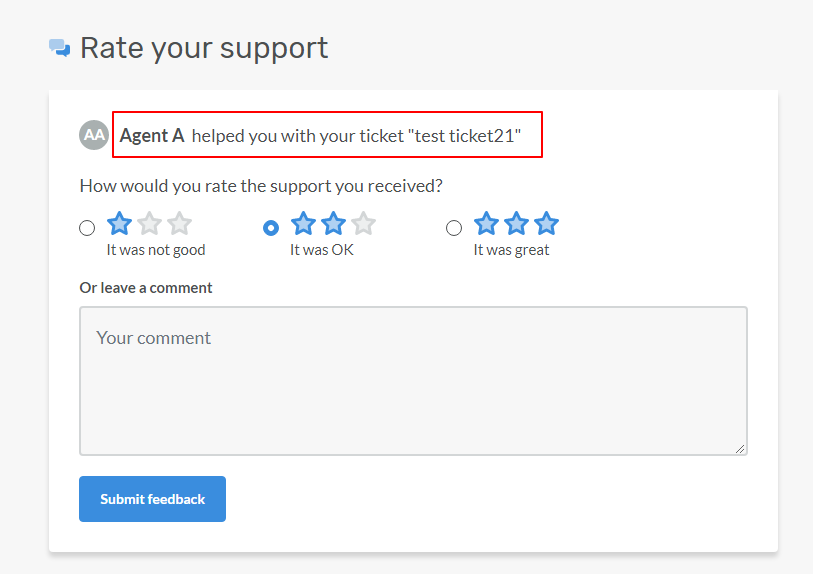 Rate your support
AA Agent A helped you with your ticket "test ticket21"
How would you rate the support you received?
It was not good It was OK It was great
Or leave a comment
Your comment
Submit feedback